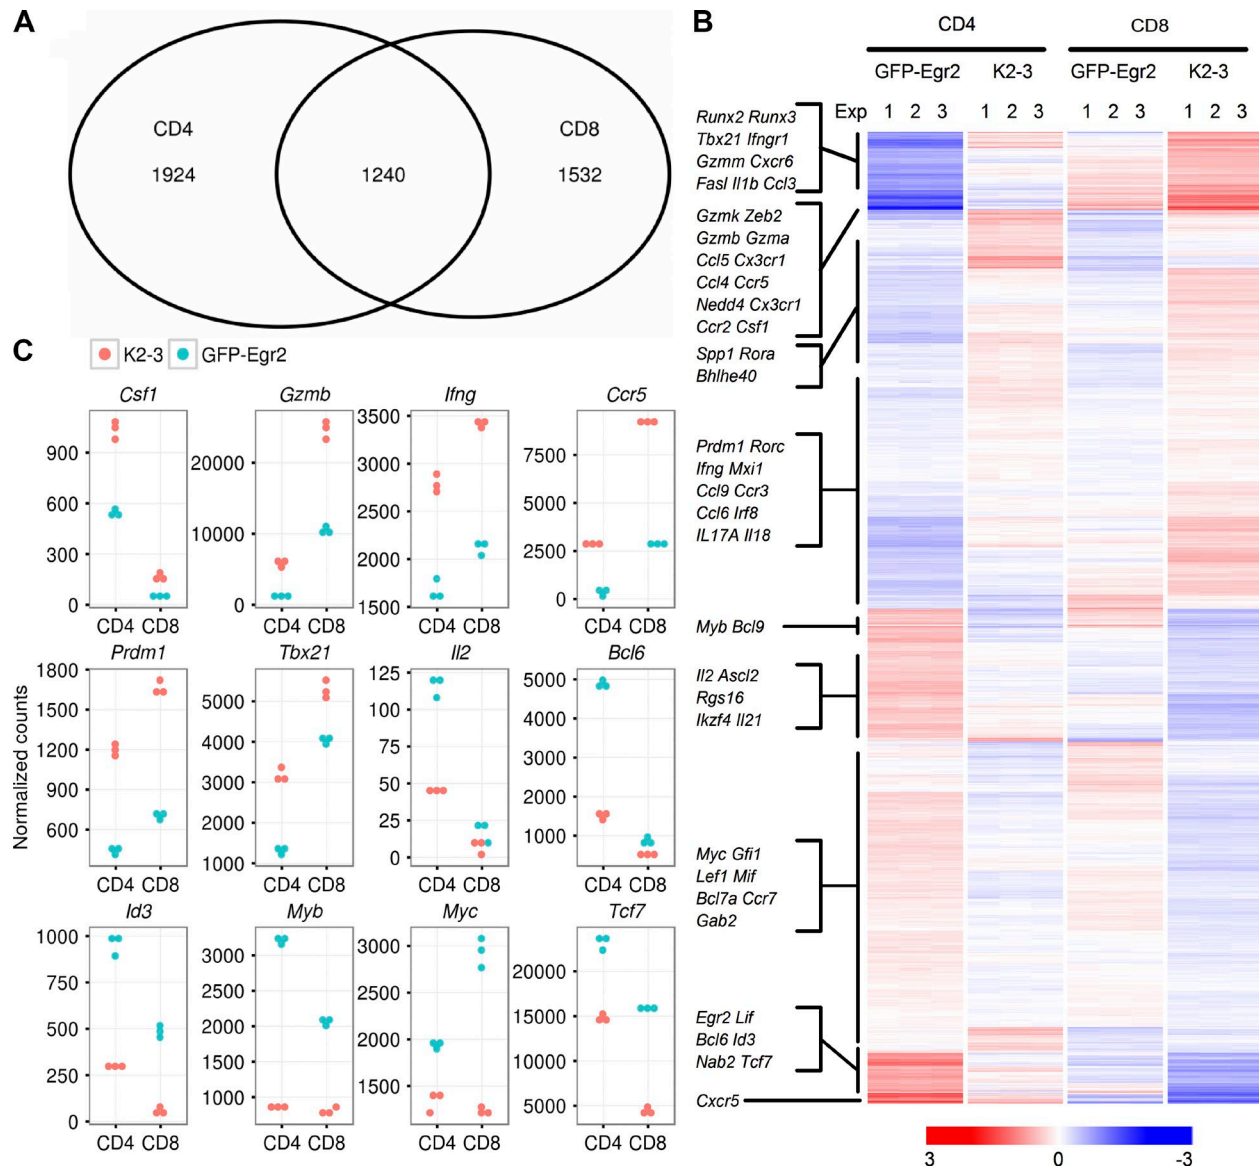 A
CD4
1924
1240
CD8
1532
B
CD4
CD8
GFP-Egr2
K2-3
GFP-Egr2
K2-3
Exp
1 2 3
1 2 3
1 2 3
1 2 3
Runx2 Runx3
Tbx21 Ifngr1
Gzmm Cxcr6
Fasl Il1b Ccl3
Gzmk Zeb2
Gzmb Gzma
Ccl5 Cx3cr1
Ccl4 Ccr5
Nedd4 Cx3cr1
Ccr2 Csf1
Spp1 Rora
Bhlhe40
Prdm1 Rorc
Ifng Mxi1
Ccl9 Ccr3
Ccl6 Irf8
IL17A Il18
Myb Bcl9
Il2 Ascl2
Rgs16
Ikzf4 Il21
Myc Gfi1
Lef1 Mif
Bcl7a Ccr7
Gab2
Egr2 Lif
Bcl6 Id3
Nab2 Tcf7
Cxcr5
3
0
-3
C
K2-3
GFP-Egr2
Normalized counts
Csf1
900
600
300
0
CD4 CD8
Gzmb
20000
10000
0
CD4 CD8
Ifng
3500
3000
2500
2000
1500
CD4 CD8
Ccr5
7500
5000
2500
0
CD4 CD8
Prdm1
1800
1500
1200
900
600
CD4 CD8
Tbx21
5000
4000
3000
2000
1000
CD4 CD8
Il2
125
100
75
50
25
0
CD4 CD8
Bcl6
5000
4000
3000
2000
1000
CD4 CD8
Id3
1000
750
500
250
0
CD4 CD8
Myb
3000
2500
2000
1500
1000
CD4 CD8
Myc
3000
2500
2000
1500
CD4 CD8
Tcf7
20000
15000
10000
5000
CD4 CD8